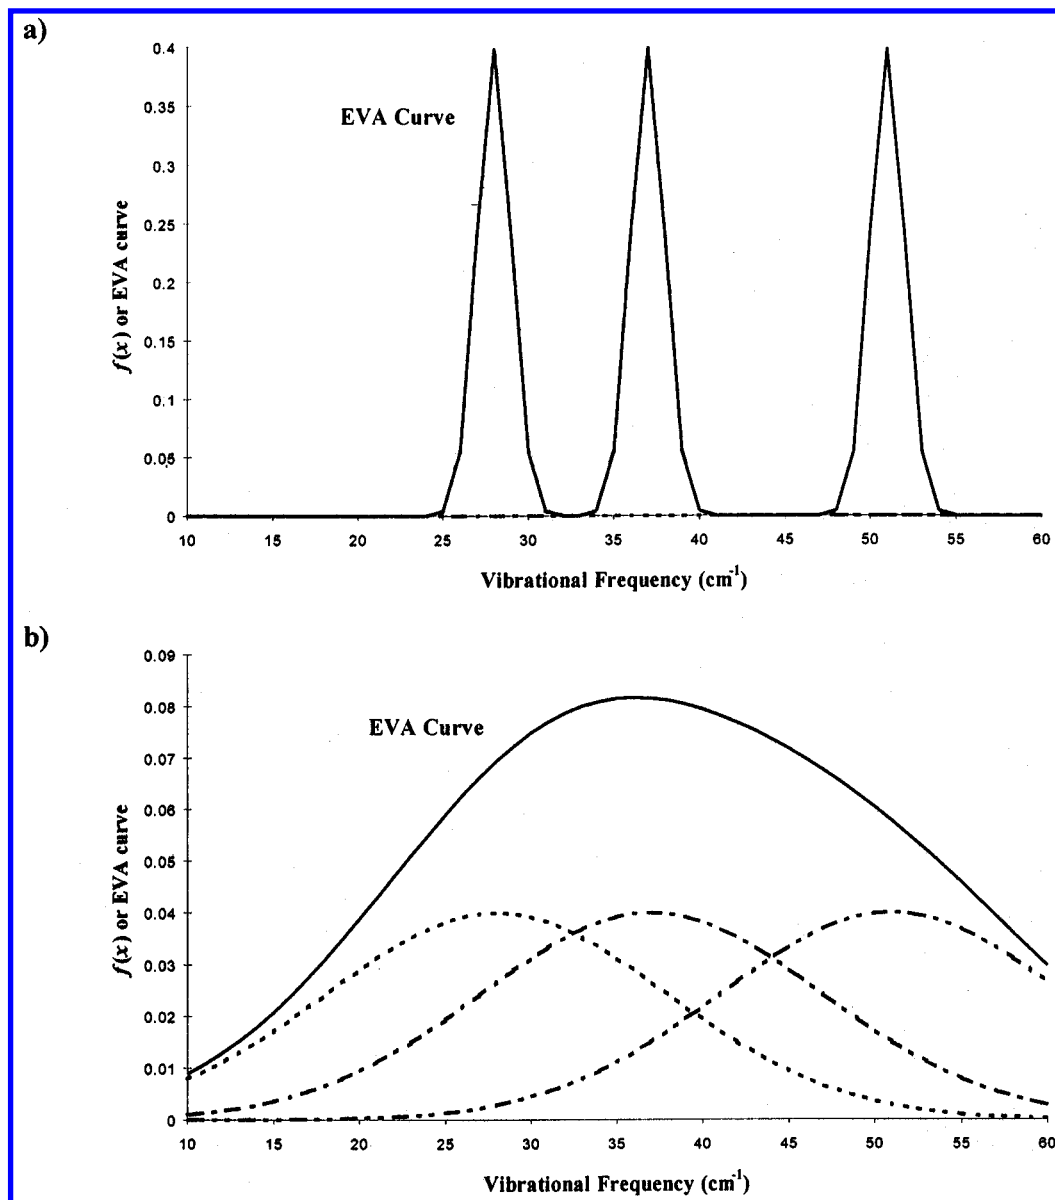 a)
0.4
0.35
EVA Curve
0.3
0.25
0.2
0.15
0.1
0.05
0
f(x) or EVA curve
10 15 20 25 30 35 40 45 50 55 60
Vibrational Frequency (cm⁻¹)
b)
0.09
0.08
EVA Curve
0.07
0.06
0.05
0.04
0.03
0.02
0.01
0
f(x) or EVA curve
10 15 20 25 30 35 40 45 50 55 60
Vibrational Frequency (cm⁻¹)